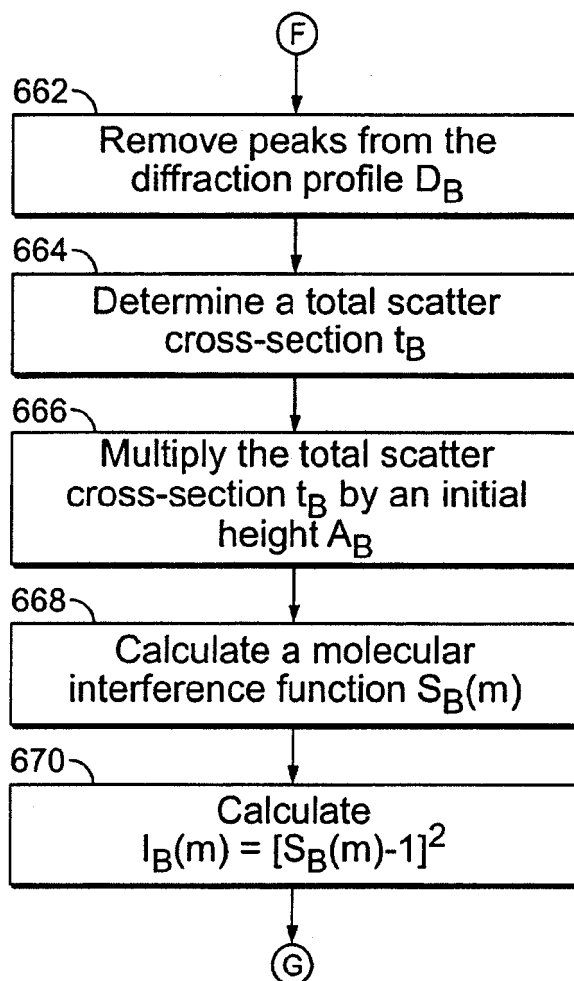 F
662
Remove peaks from the
diffraction profile D_B
664
Determine a total scatter
cross-section t_B
666
Multiply the total scatter
cross-section t_B by an initial
height A_B
668
Calculate a molecular
interference function S_B(m)
670
Calculate
I_B(m) = [S_B(m)-1]^2
G